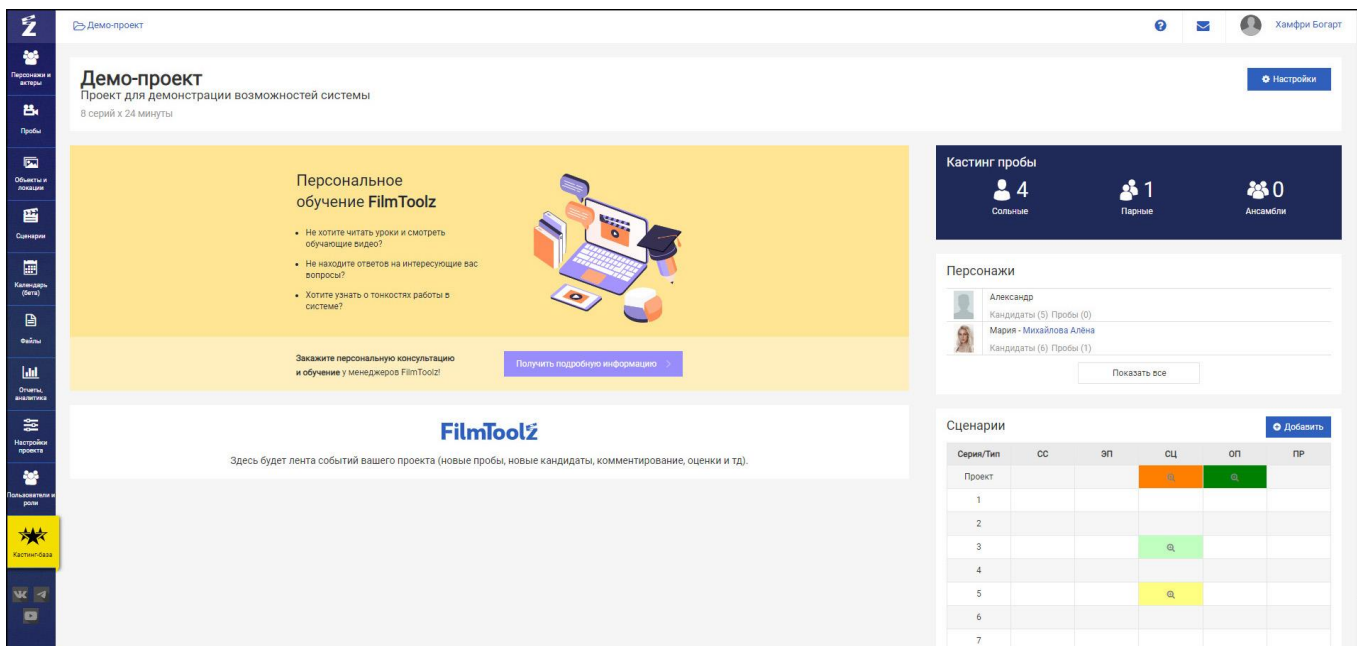 Демо-проект
Хамфри Богарт
Персонажи и
актеры
Пробы
Объекты и
локации
Сценарии
Календарь
(бета)
Файлы
Отчеты,
аналитика
Настройки
проекта
Пользователи и
роли
Кастинг-база
Демо-проект
Проект для демонстрации возможностей системы
8 серий x 24 минуты
Настройки
Персональное
обучение FilmToolz
• Не хотите читать уроки и смотреть
обучающие видео?
• Не находите ответов на интересующие вас
вопросы?
• Хотите узнать о тонкостях работы в
системе?
Закажите персональную консультацию
и обучение у менеджеров FilmToolz!
Получить подробную информацию
FilmToolz
Здесь будет лента событий вашего проекта (новые пробы, новые кандидаты, комментирование, оценки и тд).
Кастинг пробы
4 1 0
Сольные Парные Ансамбли
Персонажи
Александр
Кандидаты (5) Пробы (0)
Мария - Михайлова Алёна
Кандидаты (6) Пробы (1)
Показать все
Сценарии
Добавить
Серия/Тип СС ЭП СЦ ОП ПР
Проект
1
2
3
4
5
6
7